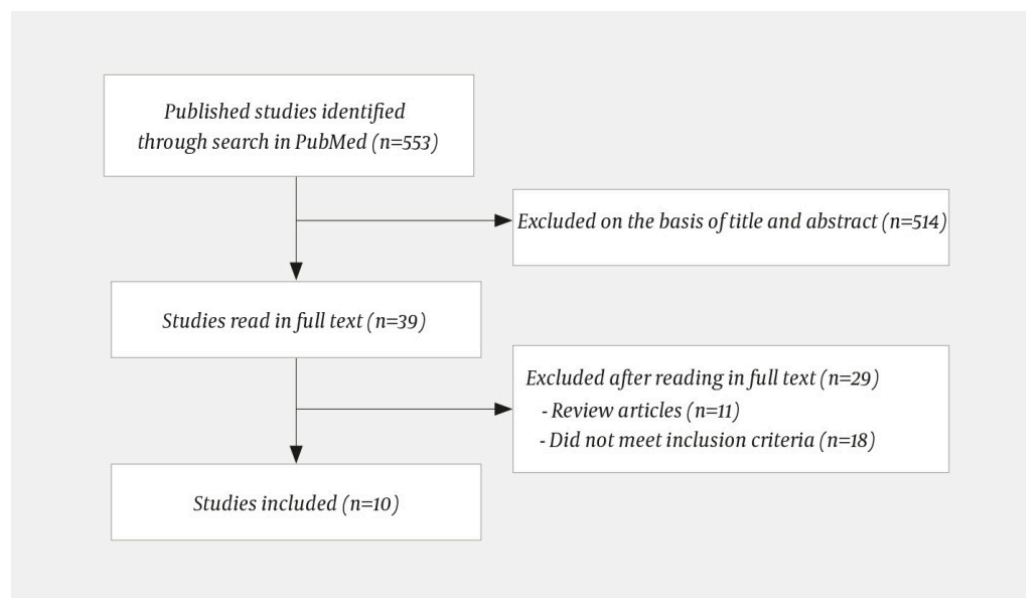 Published studies identified
through search in PubMed (n=553)
Excluded on the basis of title and abstract (n=514)
Studies read in full text (n=39)
Excluded after reading in full text (n=29)
- Review articles (n=11)
- Did not meet inclusion criteria (n=18)
Studies included (n=10)